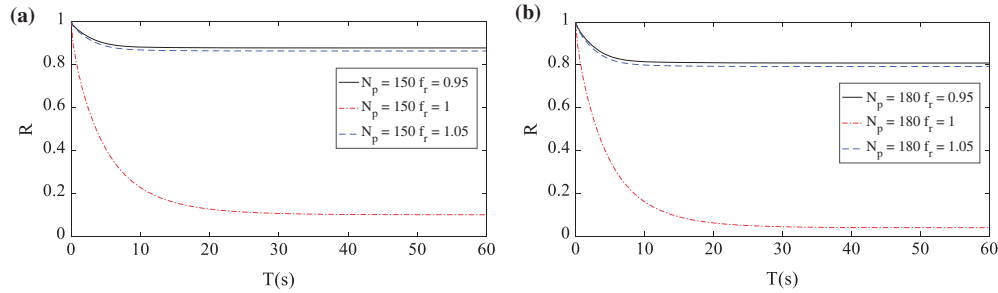 (a)
1
0.8
0.6
0.4
0.2
0
R
0 10 20 30 40 50 60
T(s)
N_p = 150 f_r = 0.95
N_p = 150 f_r = 1
N_p = 150 f_r = 1.05
(b)
1
0.8
0.6
0.4
0.2
0
R
0 10 20 30 40 50 60
T(s)
N_p = 180 f_r = 0.95
N_p = 180 f_r = 1
N_p = 180 f_r = 1.05